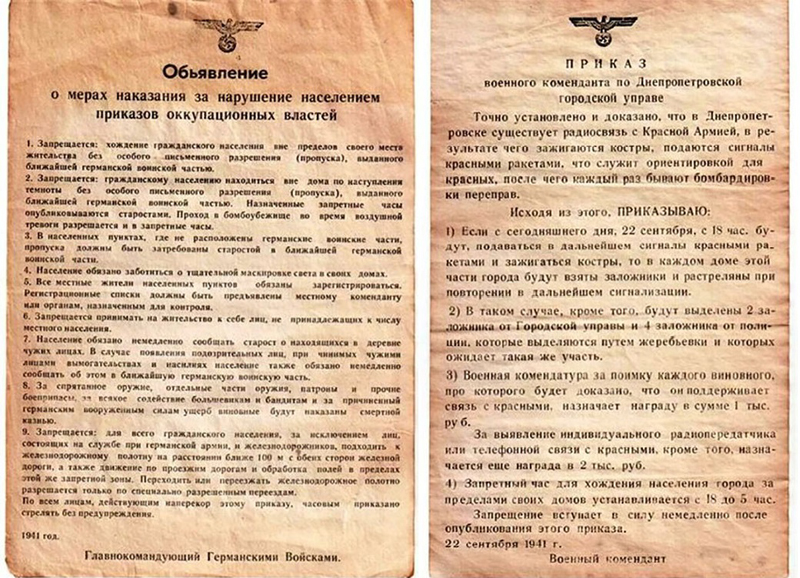 Обьявление
о мерах наказания за нарушение населением
приказов оккупационных властей
1. Запрещается: хождение гражданского населения вне пределов своего места
жительства без особого письменного разрешения (пропуска), выданного
ближайшей германской воинской частью.
2. Запрещается: гражданскому населению находиться вне дома по наступления
темноты без особого письменного разрешения (пропуска), выданного
ближайшей германской воинской частью. Назначенные запретные часы
опубликовываются старостами. Проход в бомбоубежище во время воздушной
тревоги разрешается и в запретные часы.
3. В населенных пунктах, где не расположены германские воинские части,
пропуска должны быть затребованы старостой в ближайшей германской
воинской части.
4. Население обязано заботиться о тщательной маскировке света в своих домах.
5. Все местные жители населенных пунктов обязаны зарегистрироваться.
Регистрационные списки должны быть предъявлены местному коменданту
или органам, назначенным для контроля.
6. Запрещается принимать на жительство к себе лиц, не принадлежащих к числу
местного населения.
7. Население обязано немедленно сообщать старост о находящихся в деревне
чужих лицах. В случае появления подозрительных лиц, при чинимых чужими
лицами вымогательствах и насилиях население также обязано немедленно
сообщать об этом в ближайшую германскую воинскую часть.
8. За спрятанное оружие, отдельные части оружия, патроны и прочие
боеприпасы, за всякое содействие большевикам и бандитам и за причиненный
германским вооруженным силам ущерб виновные будут наказаны смертной
казнью.
9. Запрещается: для всего гражданского населения, за исключением лиц,
состоящих на службе при германской армии, и железнодорожников, подходить к
железнодорожному полотну на расстоянии ближе 100 м с обеих сторон железной
дороги, а также движение по проезжим дорогам и обработка полей в пределах
этой же запретной зоны. Переходить или переезжать железнодорожное полотно
разрешается только по специально разрешенным переездам.
По всем лицам, действующим наперекор этому приказу, часовым приказано
стрелять без предупреждения.
1941 год.
Главнокомандующий Германскими Войсками.
ПРИКАЗ
военного коменданта по Днепропетровской
городской управе
Точно установлено и доказано, что в Днепропет-
ровске существует радиосвязь с Красной Армией, в ре-
зультате чего зажигаются костры, подаются сигналы
красными ракетами, что служит ориентировкой для
красных, после чего каждый раз бывают бомбардиров-
ки переправ.
Исходя из этого, ПРИКАЗЫВАЮ:
1) Если с сегодняшнего дня, 22 сентября, с 18 час. бу-
дут, подаваться в дальнейшем сигналы красными ра-
кетами и зажигаться костры, то в каждом доме этой
части города будут взяты заложники и растреляны при
повторении в дальнейшем сигнализации.
2) В таком случае, кроме того, будут выделены 2 за-
ложника от Городской управы и 4 заложника от поли-
ции, которые выделяются путем жеребьевки и которых
ожидает такая же участь.
3) Военная комендатура за поимку каждого виновного,
про которого будет доказано, что он поддерживает
связь с красными, назначает награду в сумме 1 тыс.
руб.
За выявление индивидуального радиопередатчика
или телефонной связи с красными, кроме того, назна-
чается еще награда в 2 тыс. руб.
4) Запретный час для хождения населения города за
пределами своих домов устанавливается с 18 до 5 час.
Запрещение вступает в силу немедленно после
опубликования этого приказа.
22 сентября 1941 г.
Военный комендант